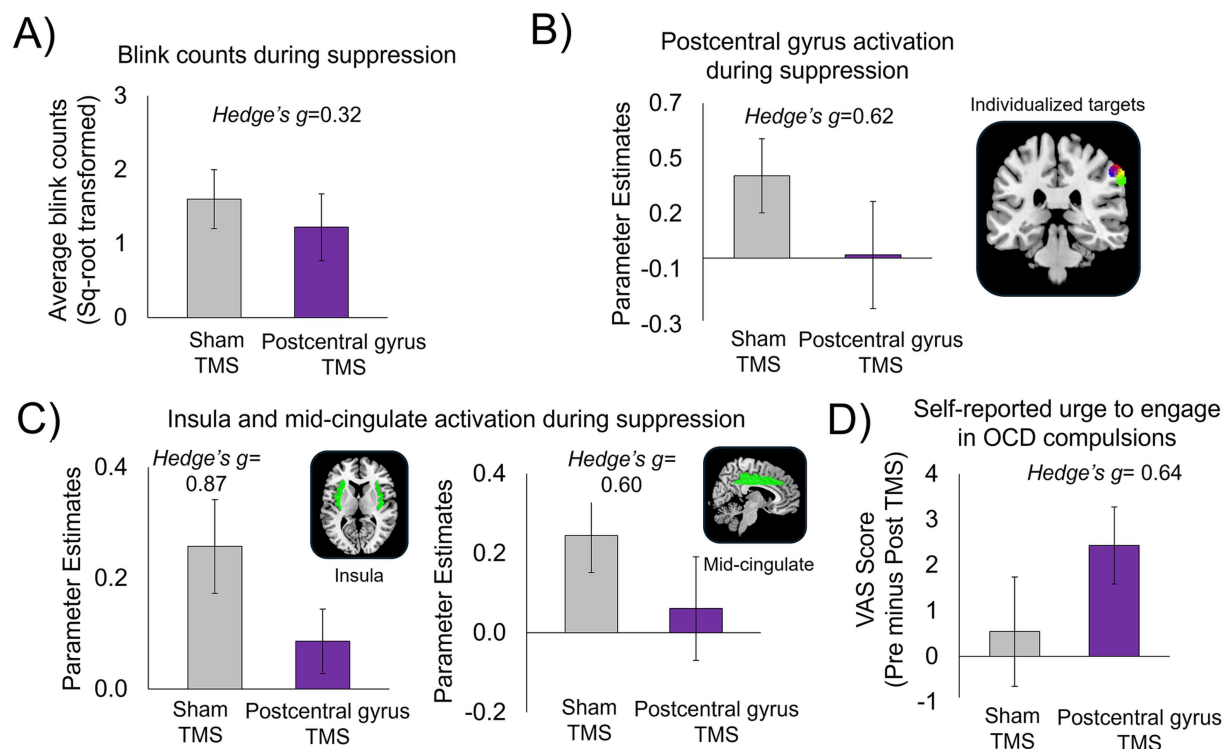 A)
Blink counts during suppression
Average blink counts
(Sq-root transformed)
3
2
1
0
Hedge's g=0.32
Sham
TMS
Postcentral gyrus
TMS
B)
Postcentral gyrus activation
during suppression
Parameter Estimates
0.7
0.5
0.2
-0.1
-0.3
Hedge's g=0.62
Individualized targets
Sham
TMS
Postcentral gyrus
TMS
C)
Insula and mid-cingulate activation during suppression
Parameter Estimates
0.4
0.2
0.0
Hedge's g=
0.87
Insula
Sham
TMS
Postcentral gyrus
TMS
Parameter Estimates
0.4
0.2
0.0
-0.2
Hedge's g=
0.60
Mid-cingulate
Sham
TMS
Postcentral gyrus
TMS
D)
Self-reported urge to engage
in OCD compulsions
VAS Score
(Pre minus Post TMS)
4
3
2
1
0
-1
Hedge's g= 0.64
Sham
TMS
Postcentral gyrus
TMS